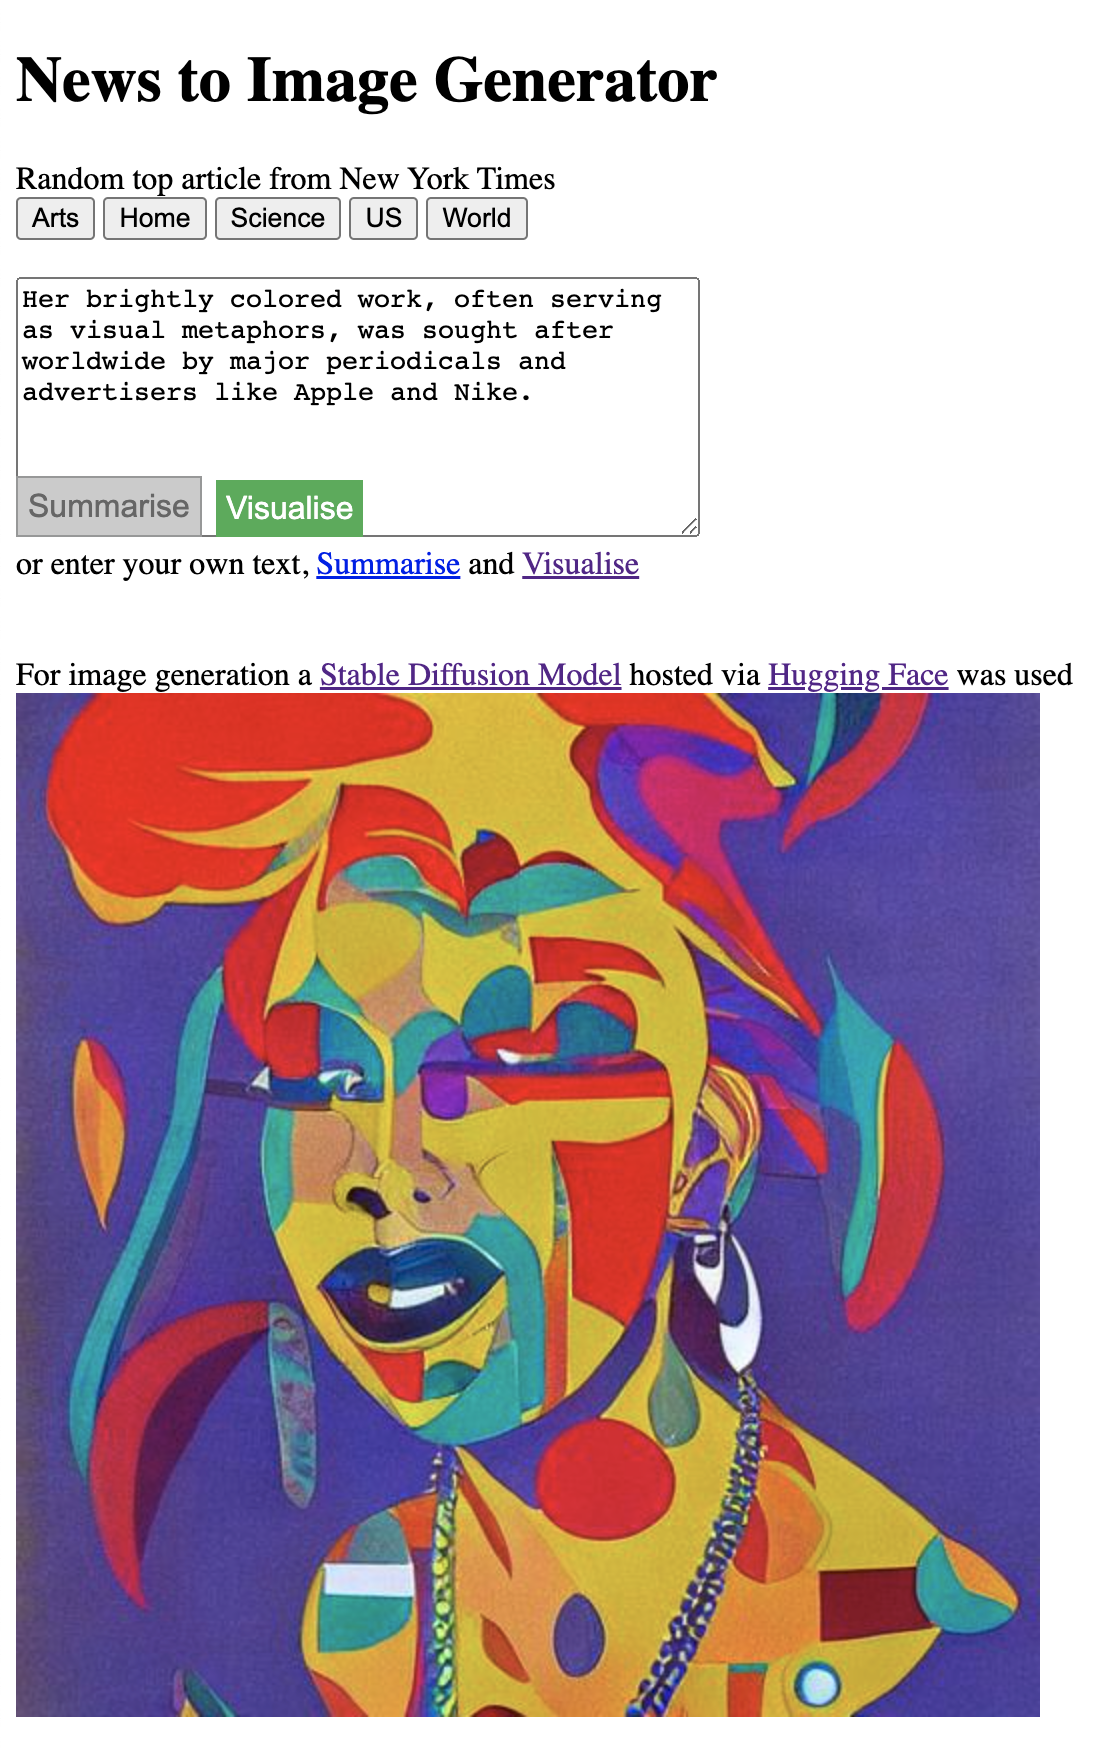 News to Image Generator
Random top article from New York Times
Arts Home Science US World
Her brightly colored work, often serving
as visual metaphors, was sought after
worldwide by major periodicals and
advertisers like Apple and Nike.
Summarise Visualise
or enter your own text, Summarise and Visualise
For image generation a Stable Diffusion Model hosted via Hugging Face was used